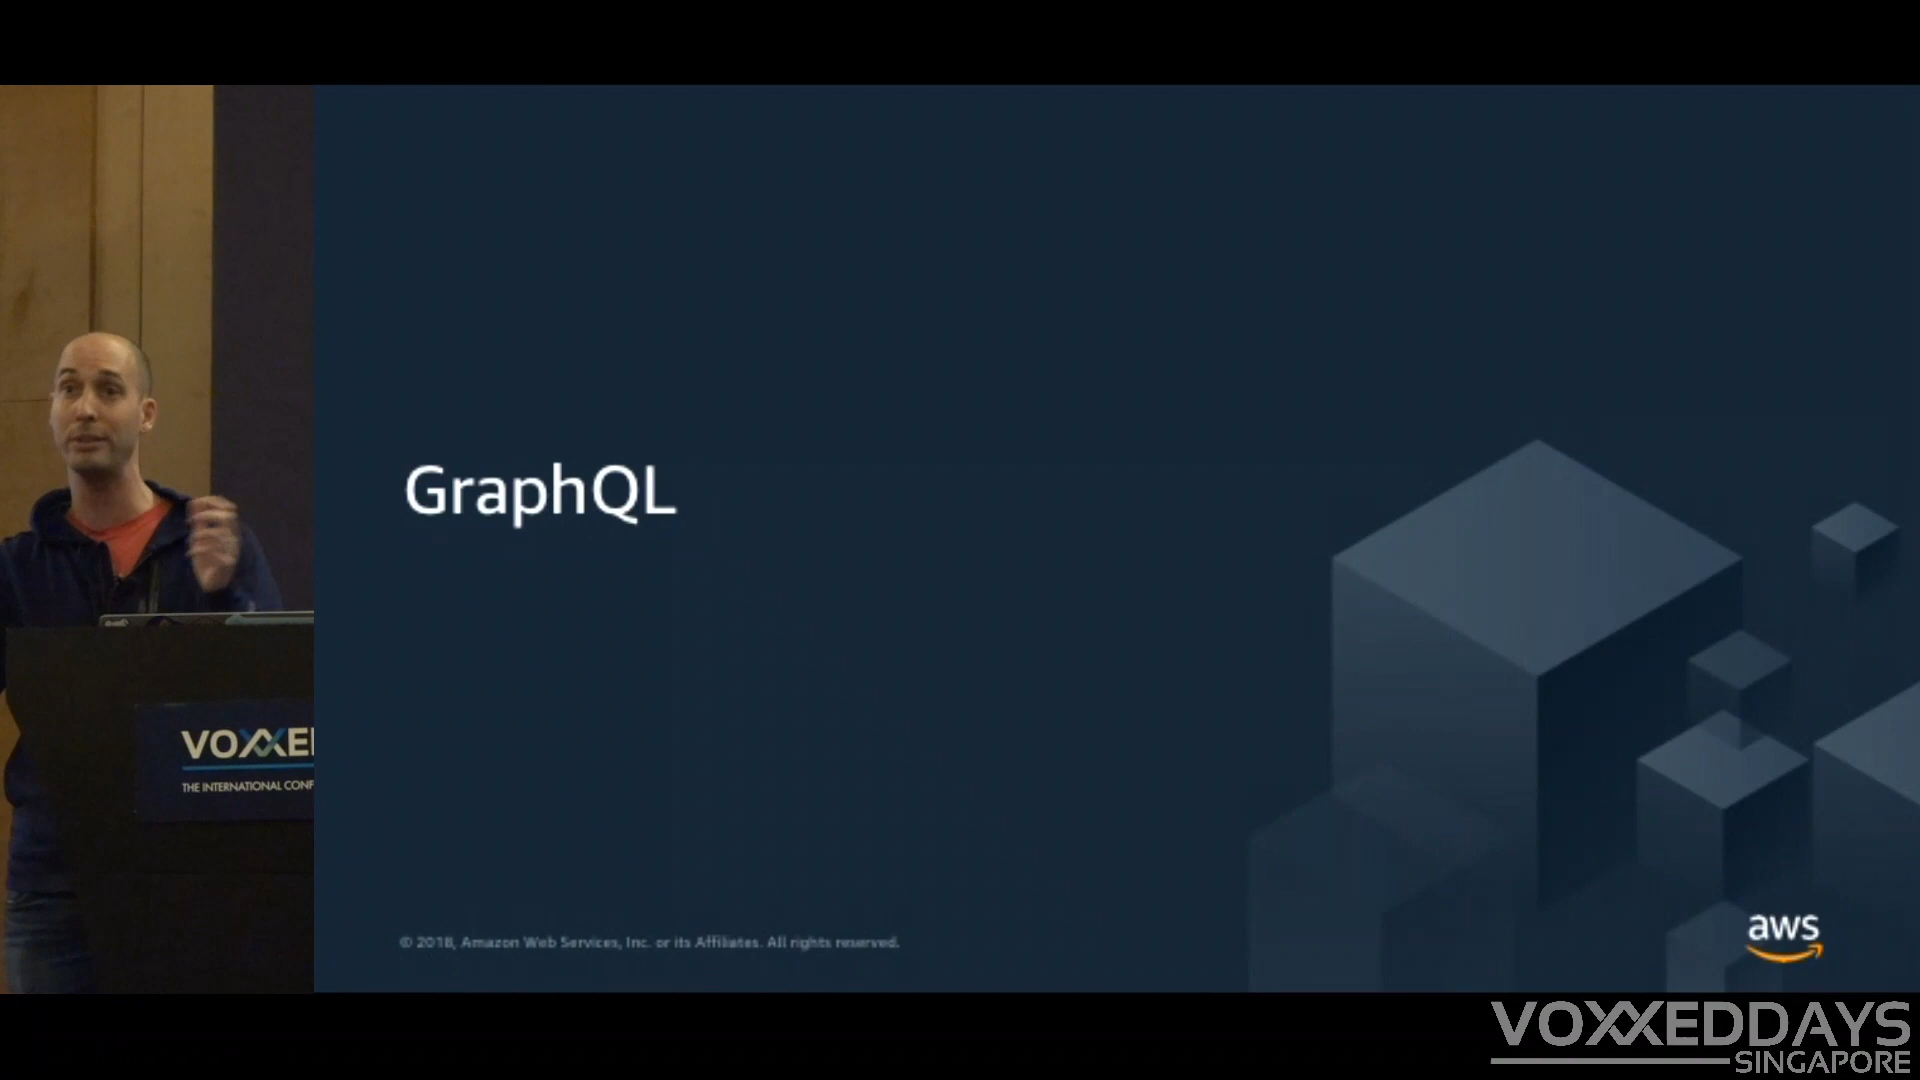 GraphQL
VOXXED
THE INTERNATIONAL CONF
© 2018, Amazon Web Services, Inc. or its Affiliates. All rights reserved.
aws
VOXXEDDAYS
SINGAPORE